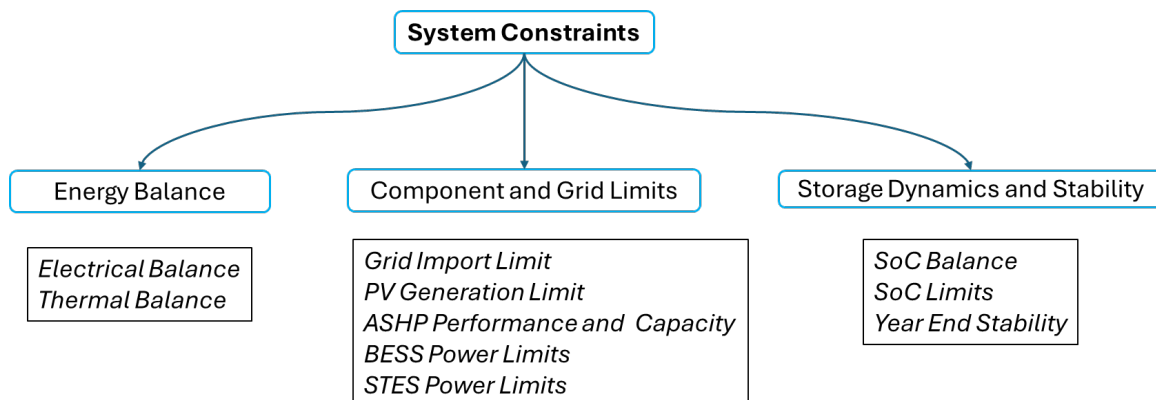 System Constraints
Energy Balance
Component and Grid Limits
Storage Dynamics and Stability
Electrical Balance
Thermal Balance
Grid Import Limit
PV Generation Limit
ASHP Performance and Capacity
BESS Power Limits
STES Power Limits
SoC Balance
SoC Limits
Year End Stability